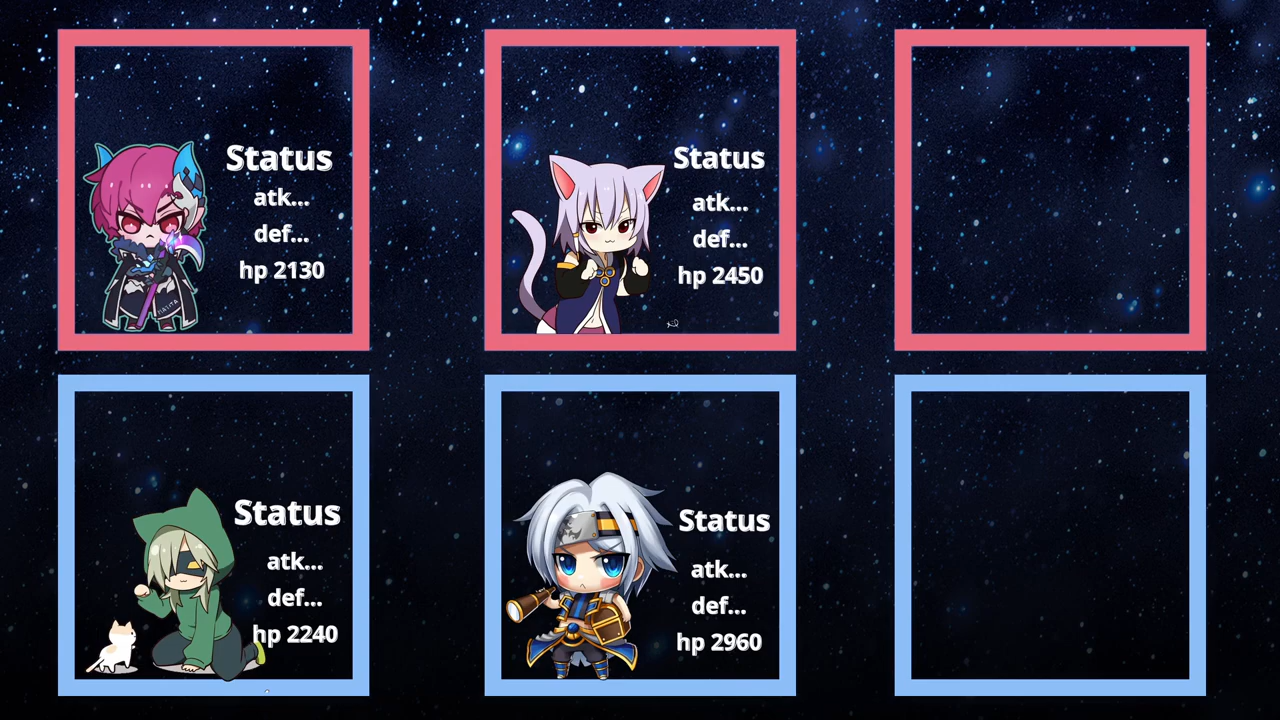 Status
atk...
def...
hp 2130
Status
atk...
def...
hp 2450
Status
atk...
def...
hp 2240
Status
atk...
def...
hp 2960